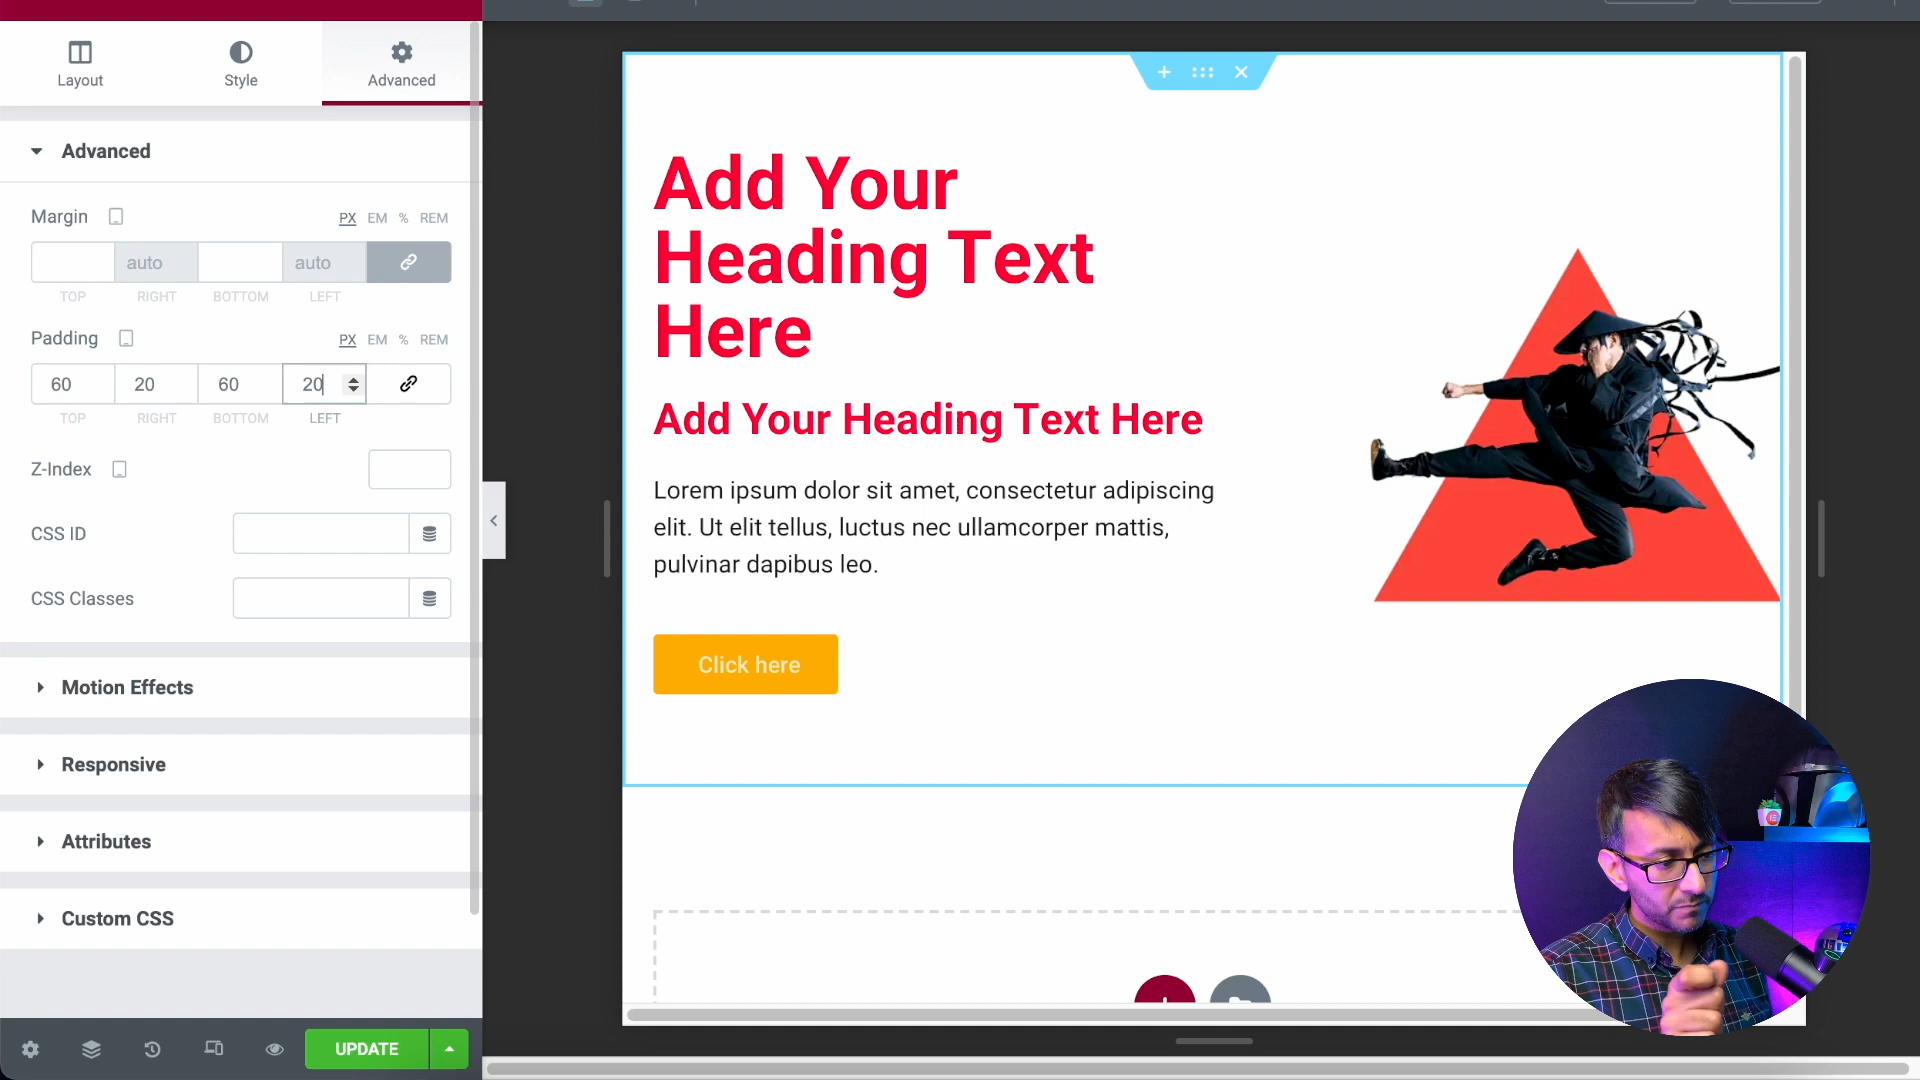 Layout
Style
Advanced
Advanced
Margin
PX EM % REM
auto auto
TOP RIGHT BOTTOM LEFT
Padding
PX EM % REM
60 20 60 20
TOP RIGHT BOTTOM LEFT
Z-Index
CSS ID
CSS Classes
Motion Effects
Responsive
Attributes
Custom CSS
UPDATE
Add Your
Heading Text
Here
Add Your Heading Text Here
Lorem ipsum dolor sit amet, consectetur adipiscing
elit. Ut elit tellus, luctus nec ullamcorper mattis,
pulvinar dapibus leo.
Click here